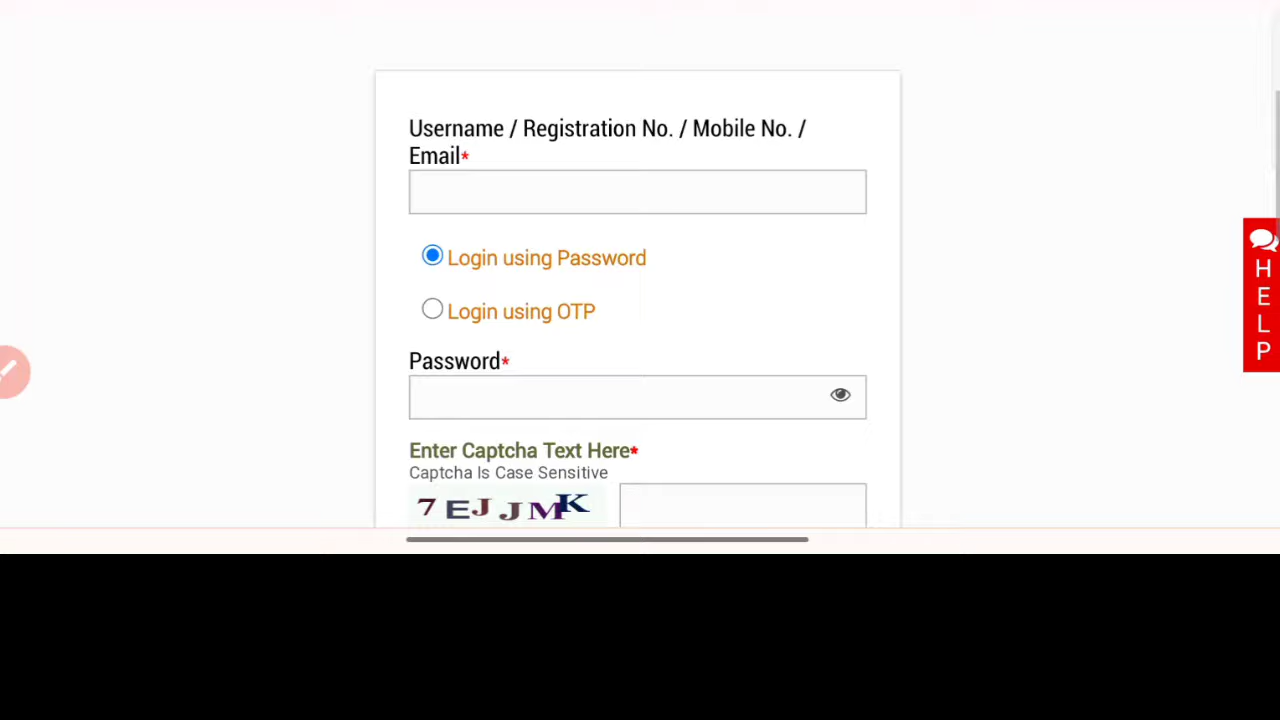 Username / Registration No. / Mobile No. /
Email*
Login using Password
Login using OTP
Password*
Enter Captcha Text Here*
Captcha Is Case Sensitive
7EJJMK
HELP